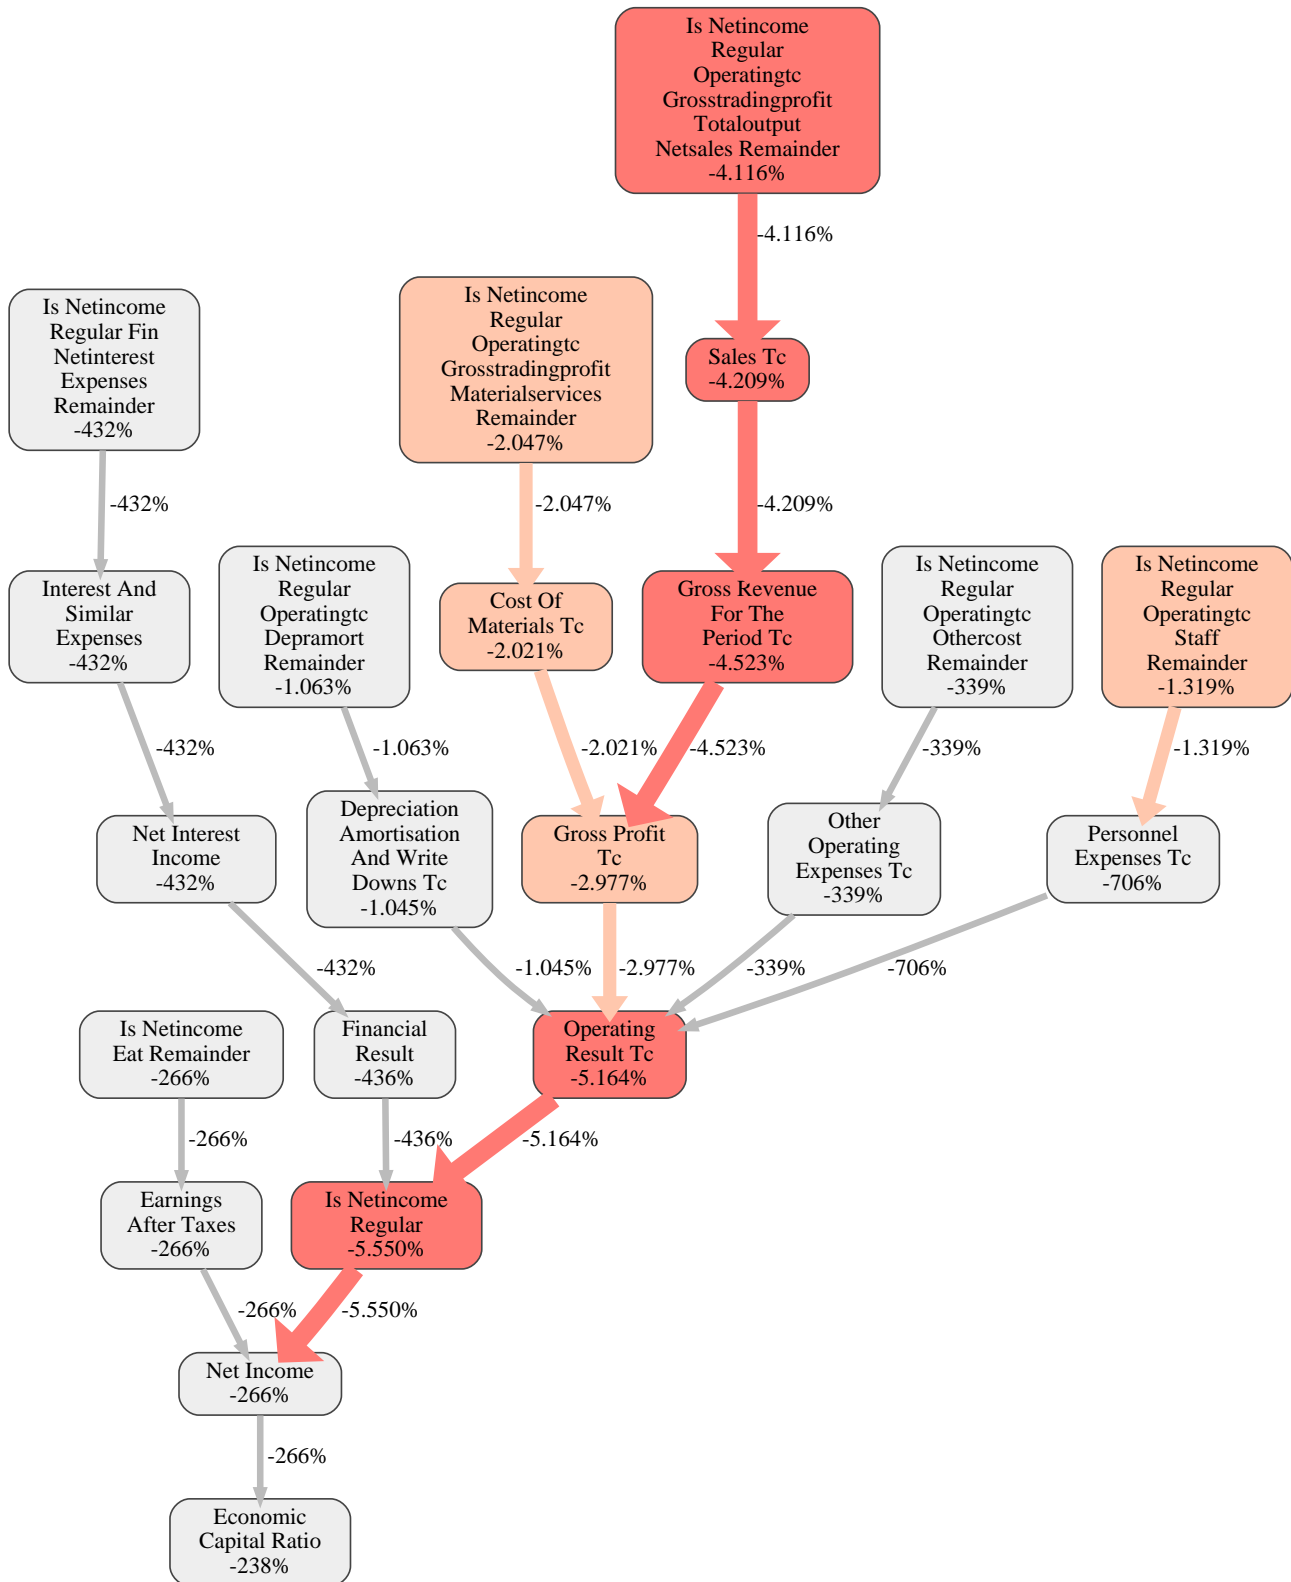 Is Netincome
Regular
Operatingtc
Grosstradingprofit
Totaloutput
Netsales Remainder
-4.116%
-4.116%
Is Netincome
Regular Fin
Netinterest
Expenses
Remainder
-432%
Is Netincome
Regular
Operatingtc
Grosstradingprofit
Materialservices
Remainder
-2.047%
Sales Tc
-4.209%
-432%
-2.047%
-4.209%
Interest And
Similar
Expenses
-432%
Is Netincome
Regular
Operatingtc
Depramort
Remainder
-1.063%
Cost Of
Materials Tc
-2.021%
Gross Revenue
For The
Period Tc
-4.523%
Is Netincome
Regular
Operatingtc
Othercost
Remainder
-339%
Is Netincome
Regular
Operatingtc
Staff
Remainder
-1.319%
-432%
-1.063%
-2.021%
-4.523%
-339%
-1.319%
Net Interest
Income
-432%
Depreciation
Amortisation
And Write
Downs Tc
-1.045%
Gross Profit
Tc
-2.977%
Other
Operating
Expenses Tc
-339%
Personnel
Expenses Tc
-706%
-432%
-1.045%
-2.977%
-339%
-706%
Is Netincome
Eat Remainder
-266%
Financial
Result
-436%
Operating
Result Tc
-5.164%
-266%
-436%
-5.164%
Earnings
After Taxes
-266%
Is Netincome
Regular
-5.550%
-266%
-5.550%
Net Income
-266%
-266%
Economic
Capital Ratio
-238%